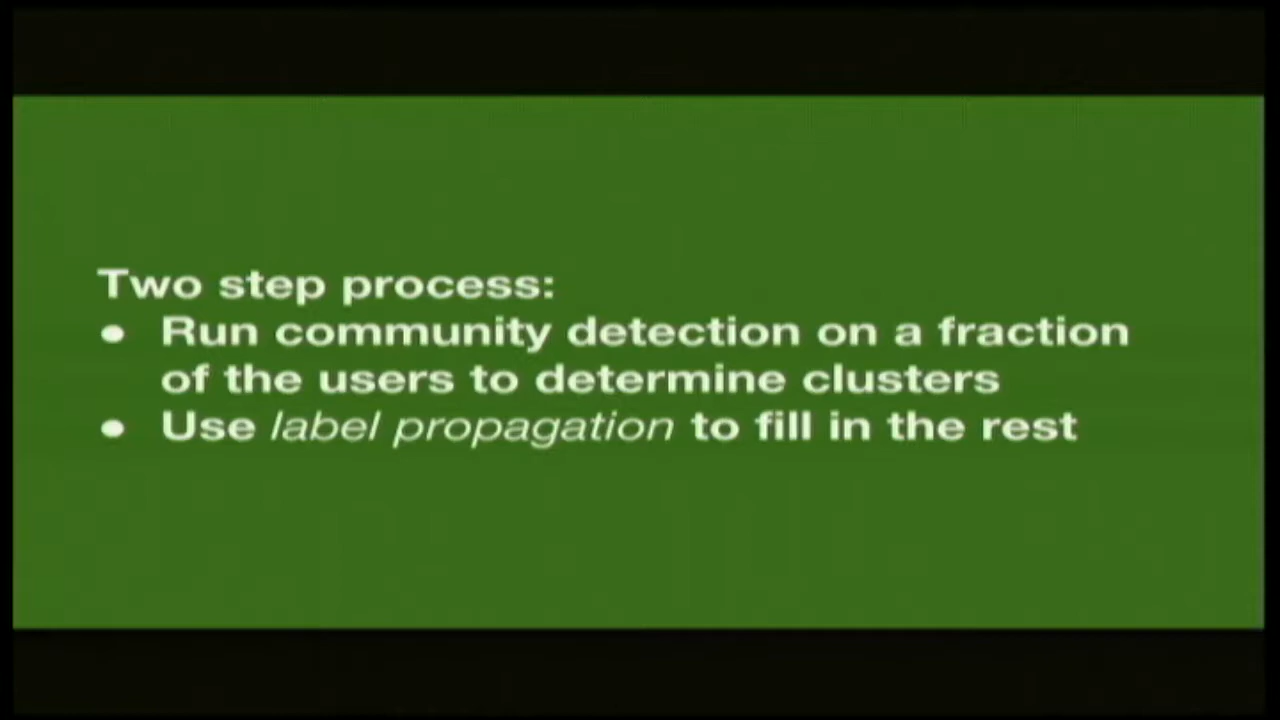 Two step process:
• Run community detection on a fraction
of the users to determine clusters
• Use label propagation to fill in the rest